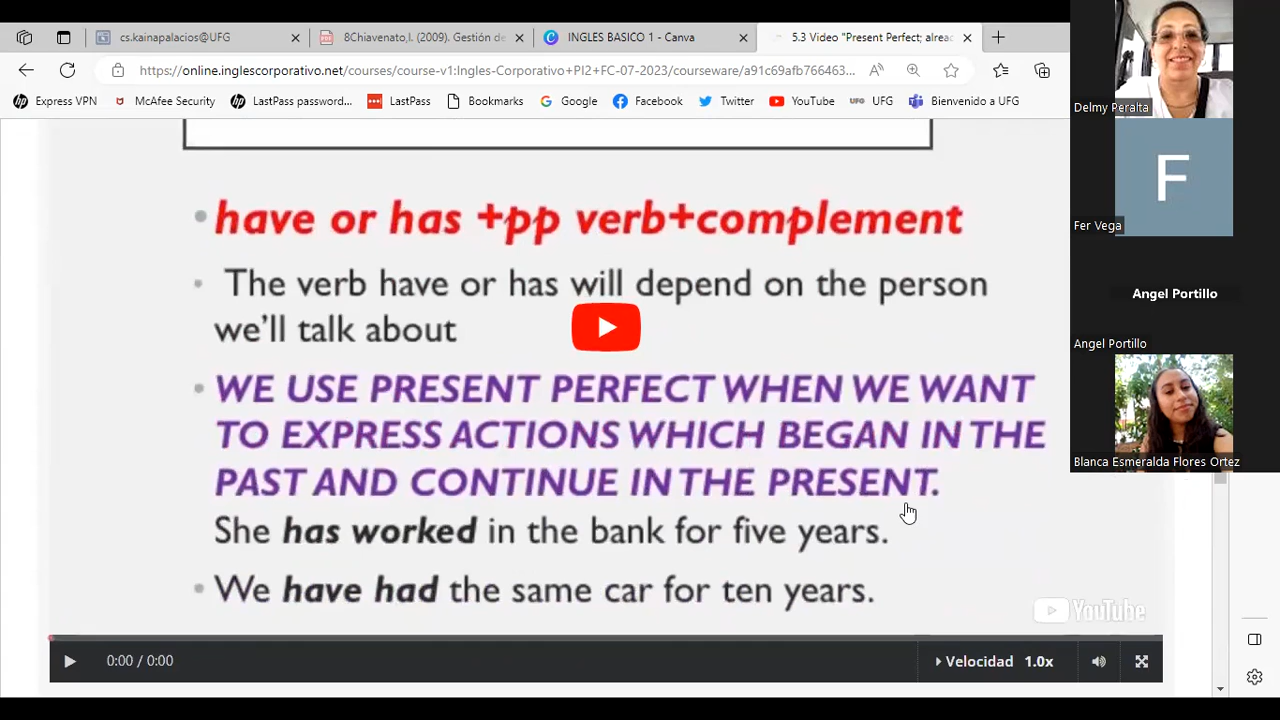 cs.kainapalacios@UFG
8Chiavenato,I. (2009). Gestión de
INGLES BASICO 1 - Canva
5.3 Video "Present Perfect; alrea
https://online.inglescorporativo.net/courses/course-v1:Ingles-Corporativo+PI2+FC-07-2023/courseware/a91c69afb766463...
Express VPN
McAfee Security
LastPass password...
LastPass
Bookmarks
Google
Facebook
Twitter
YouTube
UFG
Bienvenido a UFG
Delmy Peralta
F
Fer Vega
Angel Portillo
Angel Portillo
Blanca Esmeralda Flores Ortez
have or has +pp verb+complement
The verb have or has will depend on the person
we'll talk about
WE USE PRESENT PERFECT WHEN WE WANT
TO EXPRESS ACTIONS WHICH BEGAN IN THE
PAST AND CONTINUE IN THE PRESENT.
She has worked in the bank for five years.
We have had the same car for ten years.
YouTube
0:00 / 0:00
Velocidad 1.0x